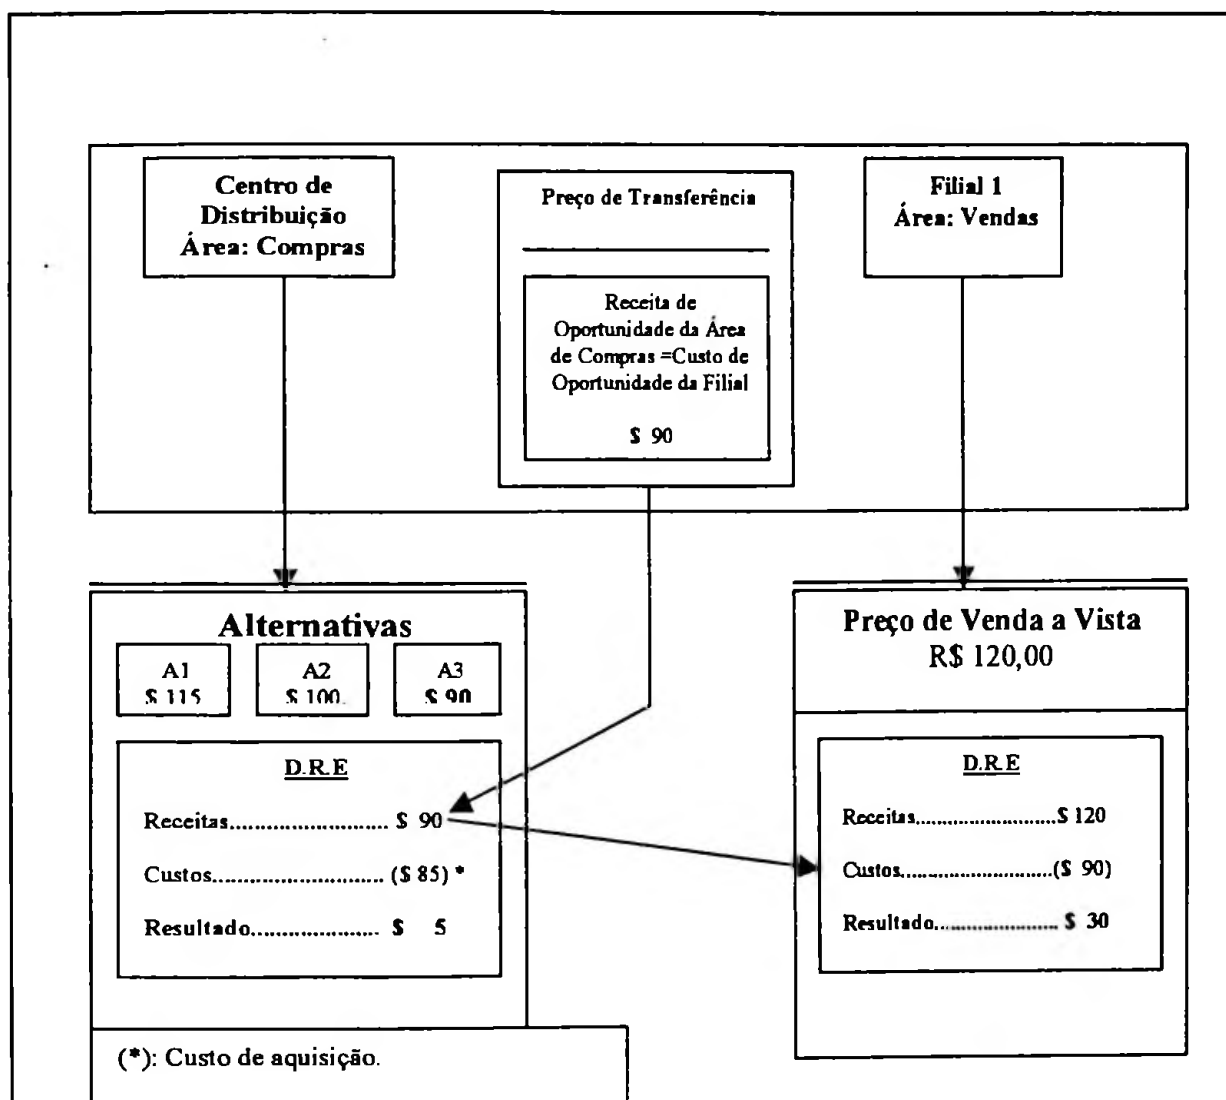 Centro de
Distribuição
Área: Compras
Preço de Transferência
Receita de
Oportunidade da Área
de Compras =Custo de
Oportunidade da Filial
$ 90
Filial 1
Área: Vendas
Alternativas
A1
$ 115
A2
$ 100
A3
$ 90
D.R.E
Receitas........................ $ 90
Custos.............................. ($ 85) *
Resultado...................... $ 5
(*): Custo de aquisição.
Preço de Venda a Vista
R$ 120,00
D.R.E
Receitas..........................$ 120
Custos............................($ 90)
Resultado....................... $ 30